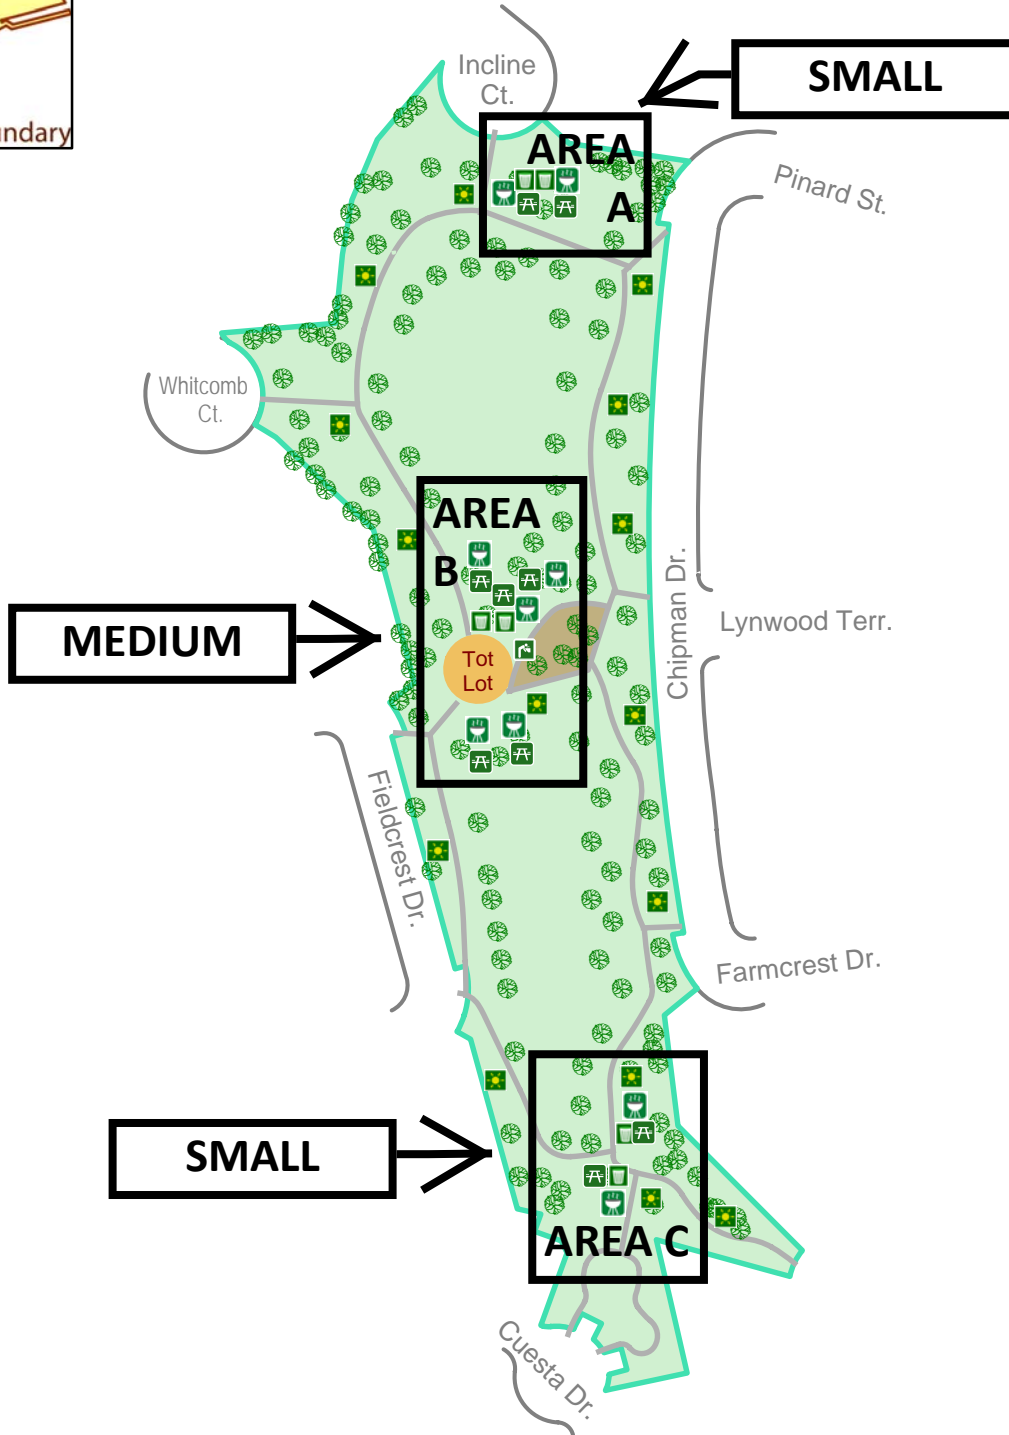 Incline
Ct.
SMALL
AREA
A
Pinard St.
Whitcomb
Ct.
AREA
B
MEDIUM
Tot
Lot
Chipman Dr.
Lynwood Terr.
Fieldcrest Dr.
Farmcrest Dr.
SMALL
AREA C
Cuesta Dr.